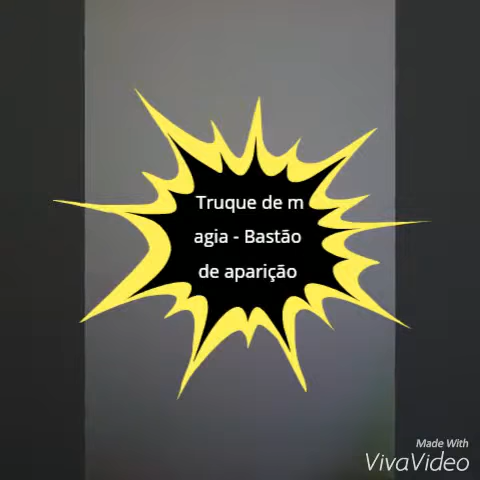 Truque de m
agia - Bastão
de aparição
Made With
VivaVideo